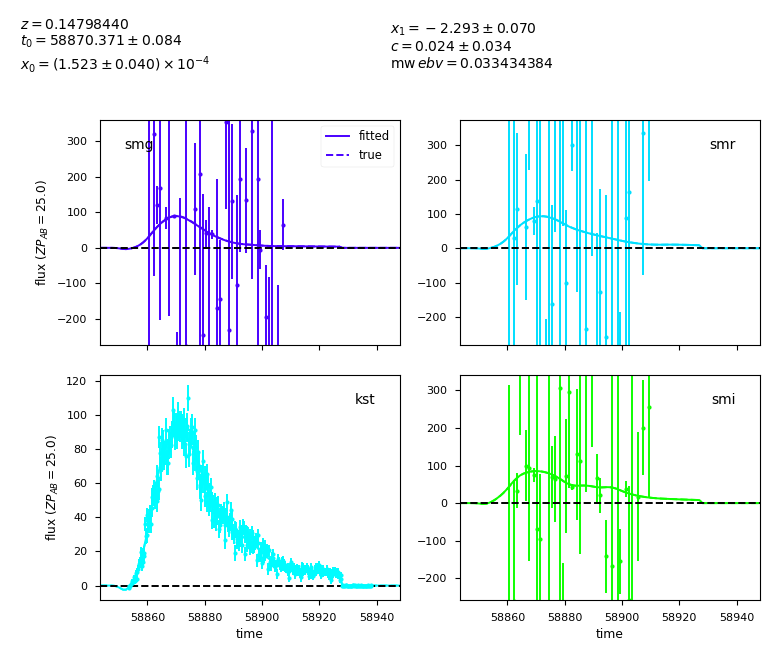 z = 0.14798440
t₀ = 58870.371 ± 0.084
x₀ = (1.523 ± 0.040) × 10⁻⁴
x₁ = −2.293 ± 0.070
c = 0.024 ± 0.034
mw ebv = 0.033434384
smg
fitted
true
300
200
100
0
−100
−200
flux (ZP_AB = 25.0)
smr
300
200
100
0
−100
−200
kst
120
100
80
60
40
20
0
flux (ZP_AB = 25.0)
58860 58880 58900 58920 58940
time
smi
300
200
100
0
−100
−200
58860 58880 58900 58920 58940
time